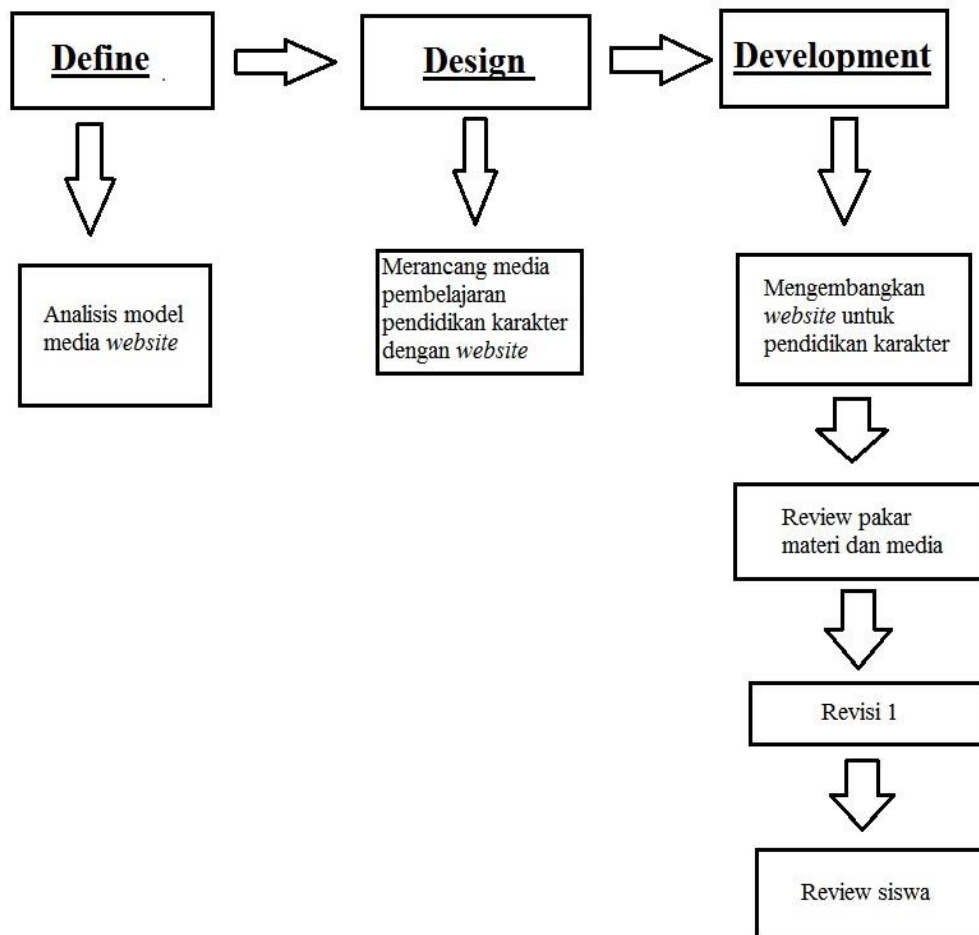 Define
Design
Development
Analisis model
media website
Merancang media
pembelajaran
pendidikan karakter
dengan website
Mengembangkan
website untuk
pendidikan karakter
Review pakar
materi dan media
Revisi 1
Review siswa